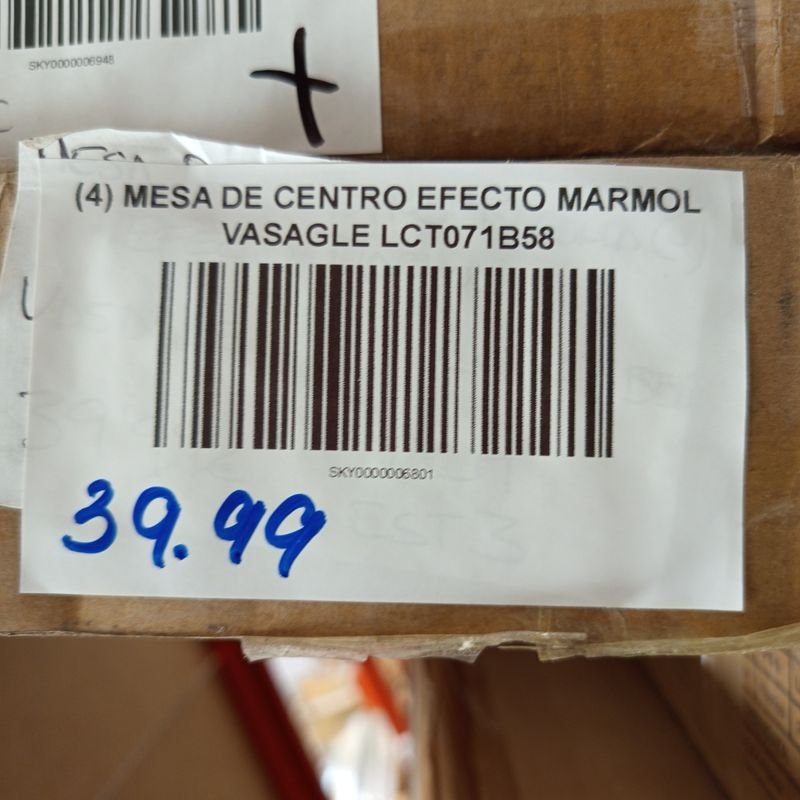 SKY0000006948
(4) MESA DE CENTRO EFECTO MARMOL
VASAGLE LCT071B58
SKY0000006801
39.99